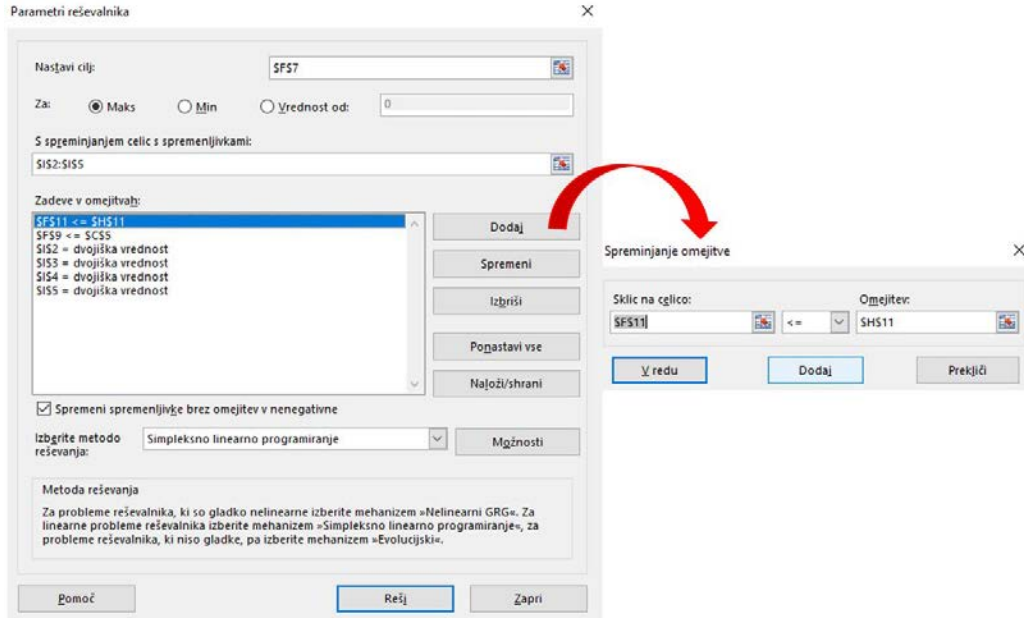 Parametri reševalnika
Nastavi cilj:
$F$7
Za:
Maks
Min
Vrednost od:
0
S spreminjanjem celic s spremenljivkami:
$I$2:$I$5
Zadeve v omejitvah:
$F$11 <= $H$11
$F$9 <= $C$5
$I$2 = dvojiška vrednost
$I$3 = dvojiška vrednost
$I$4 = dvojiška vrednost
$I$5 = dvojiška vrednost
Dodaj
Spremeni
Izbriši
Ponastavi vse
Naloži/shrani
Spremeni spremenljivke brez omejitev v nenegativne
Izberite metodo
reševanja:
Simpleksno linearno programiranje
Možnosti
Metoda reševanja
Za probleme reševalnika, ki so gladko nelinearne izberite mehanizem »Nelinearni GRG«. Za
linearne probleme reševalnika izberite mehanizem »Simpleksno linearno programiranje«, za
probleme reševalnika, ki niso gladke, pa izberite mehanizem »Evolucijski«.
Pomoč
Reši
Zapri
Spreminjanje omejitve
Sklic na celico:
Omejitev:
$F$11
<=
$H$11
V redu
Dodaj
Prekliči